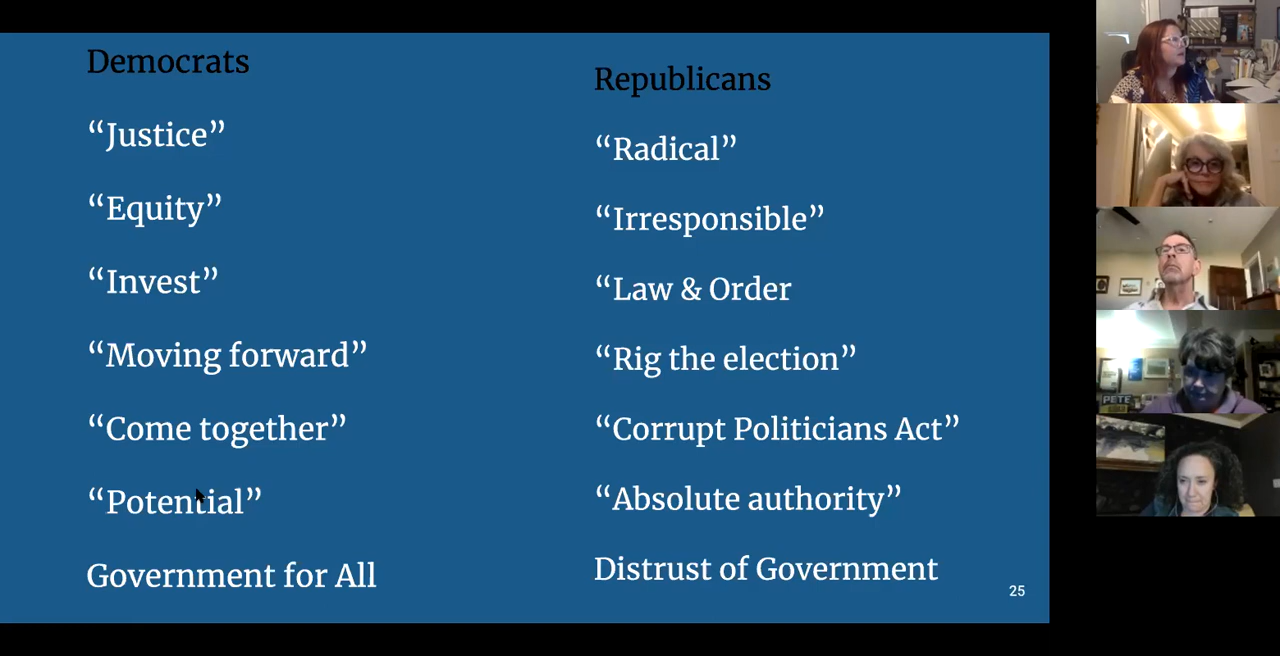 Democrats
“Justice”
“Equity”
“Invest”
“Moving forward”
“Come together”
“Potential”
Government for All
Republicans
“Radical”
“Irresponsible”
“Law & Order
“Rig the election”
“Corrupt Politicians Act”
“Absolute authority”
Distrust of Government
25
PETE